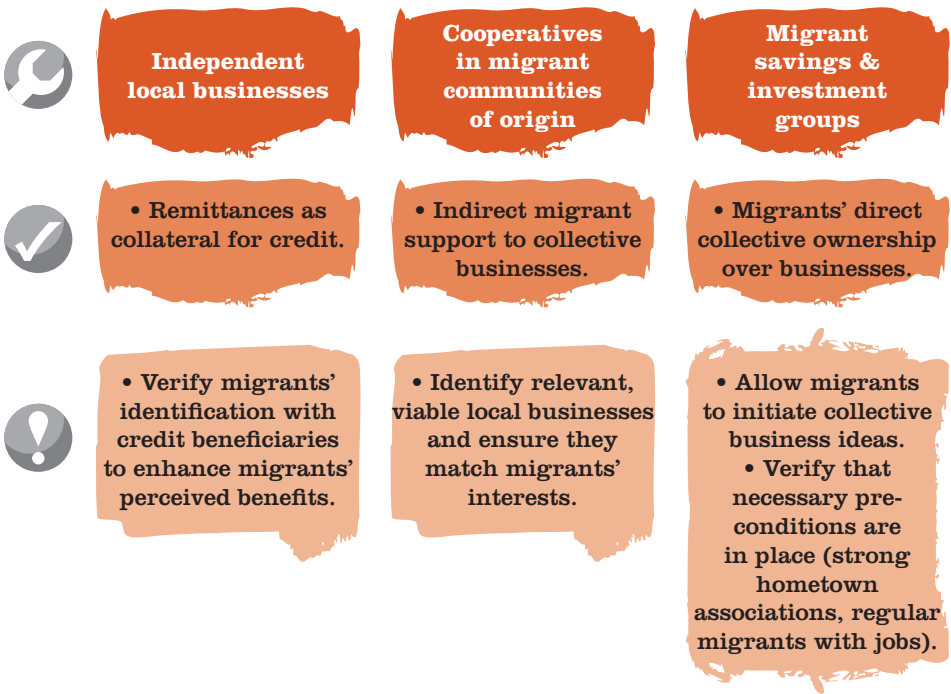 Independent
local businesses
Cooperatives
in migrant
communities
of origin
Migrant
savings &
investment
groups
• Remittances as
collateral for credit.
• Indirect migrant
support to collective
businesses.
• Migrants’ direct
collective ownership
over businesses.
• Verify migrants’
identification with
credit beneficiaries
to enhance migrants’
perceived benefits.
• Identify relevant,
viable local businesses
and ensure they
match migrants’
interests.
• Allow migrants
to initiate collective
business ideas.
• Verify that
necessary pre-
conditions are
in place (strong
hometown
associations, regular
migrants with jobs).